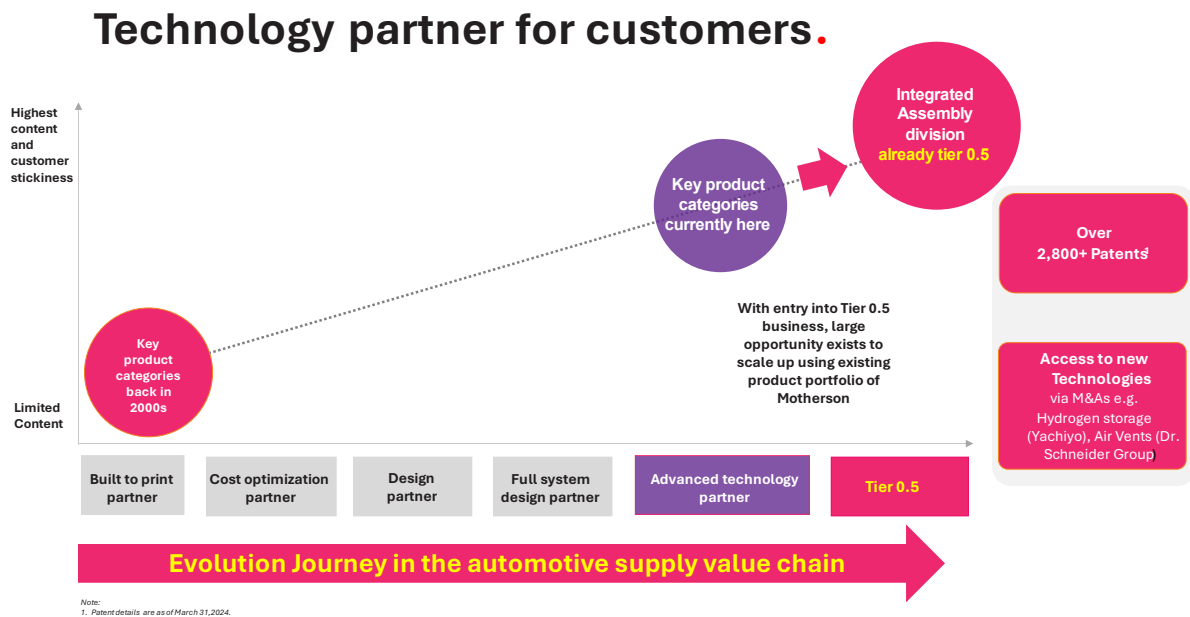 Technology partner for customers.
Highest
content
and
customer
stickiness
Limited
Content
Key
product
categories
back in
2000s
Key product
categories
currently here
Integrated
Assembly
division
already tier 0.5
With entry into Tier 0.5
business, large
opportunity exists to
scale up using existing
product portfolio of
Motherson
Over
2,800+ Patents1
Access to new
Technologies
via M&As e.g.
Hydrogen storage
(Yachiyo), Air Vents (Dr.
Schneider Group)
Built to print
partner
Cost optimization
partner
Design
partner
Full system
design partner
Advanced technology
partner
Tier 0.5
Evolution Journey in the automotive supply value chain
Note:
1. Patent details are as of March 31,2024.